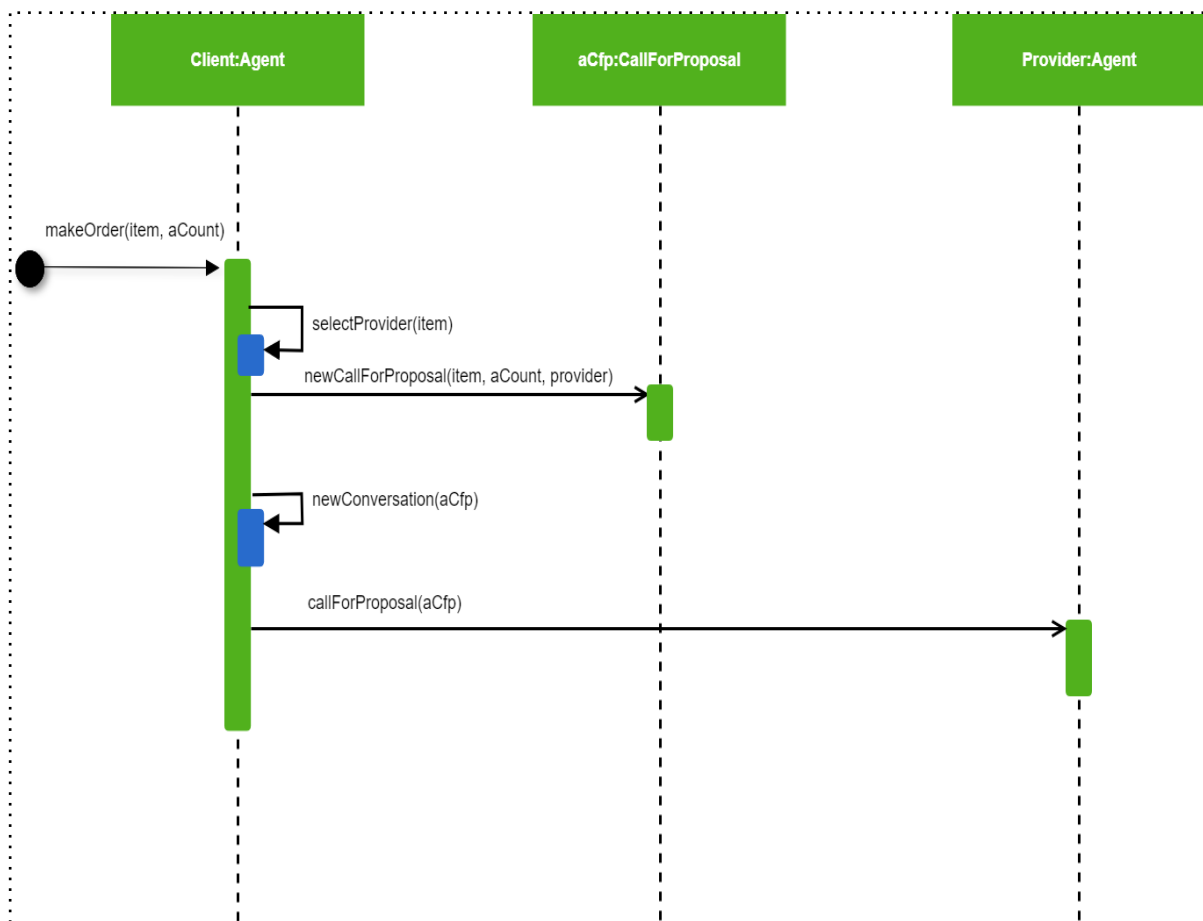 Client:Agent
aCfp:CallForProposal
Provider:Agent
makeOrder(item, aCount)
selectProvider(item)
newCallForProposal(item, aCount, provider)
newConversation(aCfp)
callForProposal(aCfp)